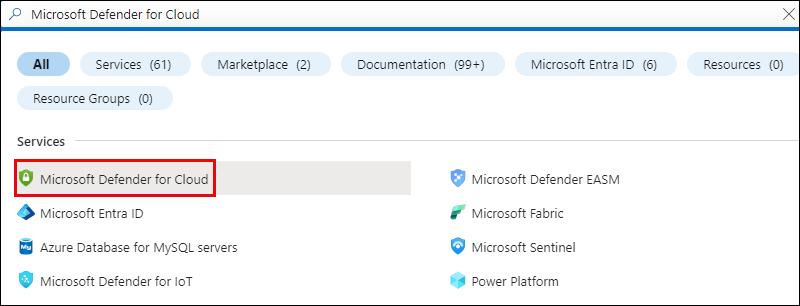 Microsoft Defender for Cloud
All Services (61) Marketplace (2) Documentation (99+) Microsoft Entra ID (6) Resources (0)
Resource Groups (0)
Services
Microsoft Defender for Cloud Microsoft Defender EASM
Microsoft Entra ID Microsoft Fabric
Azure Database for MySQL servers Microsoft Sentinel
Microsoft Defender for IoT Power Platform